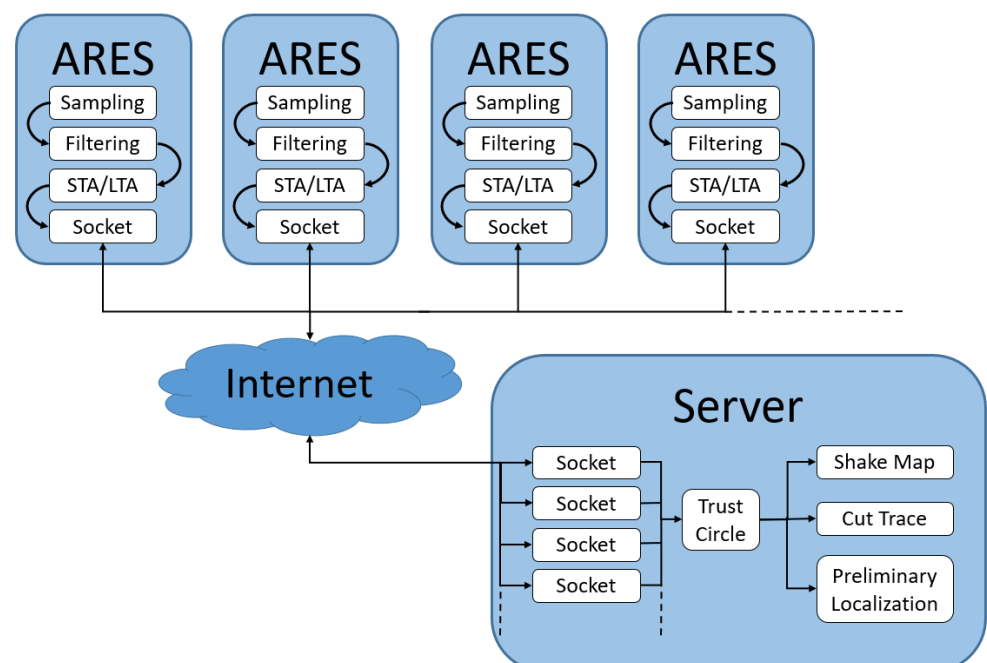 ARES
Sampling
Filtering
STA/LTA
Socket
ARES
Sampling
Filtering
STA/LTA
Socket
ARES
Sampling
Filtering
STA/LTA
Socket
ARES
Sampling
Filtering
STA/LTA
Socket
Internet
Server
Socket
Socket
Socket
Socket
Trust
Circle
Shake Map
Cut Trace
Preliminary
Localization